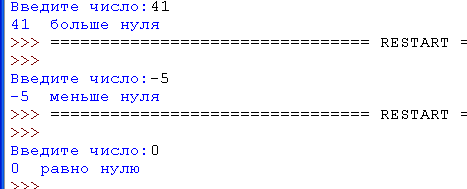 Введите число:41
41  больше нуля
>>> ================================ RESTART =
>>>
Введите число:-5
-5  меньше нуля
>>> ================================ RESTART =
>>>
Введите число:0
0  равно нулю
>>>